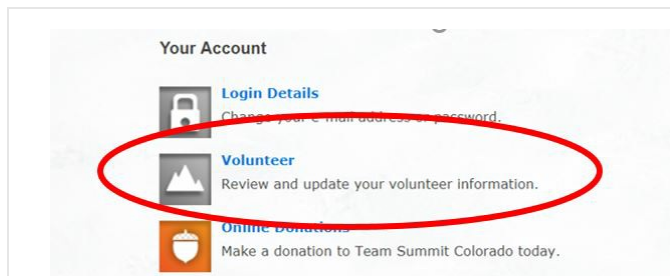 Your Account
Login Details
Change your e-mail address or password.
Volunteer
Review and update your volunteer information.
Online Donations
Make a donation to Team Summit Colorado today.